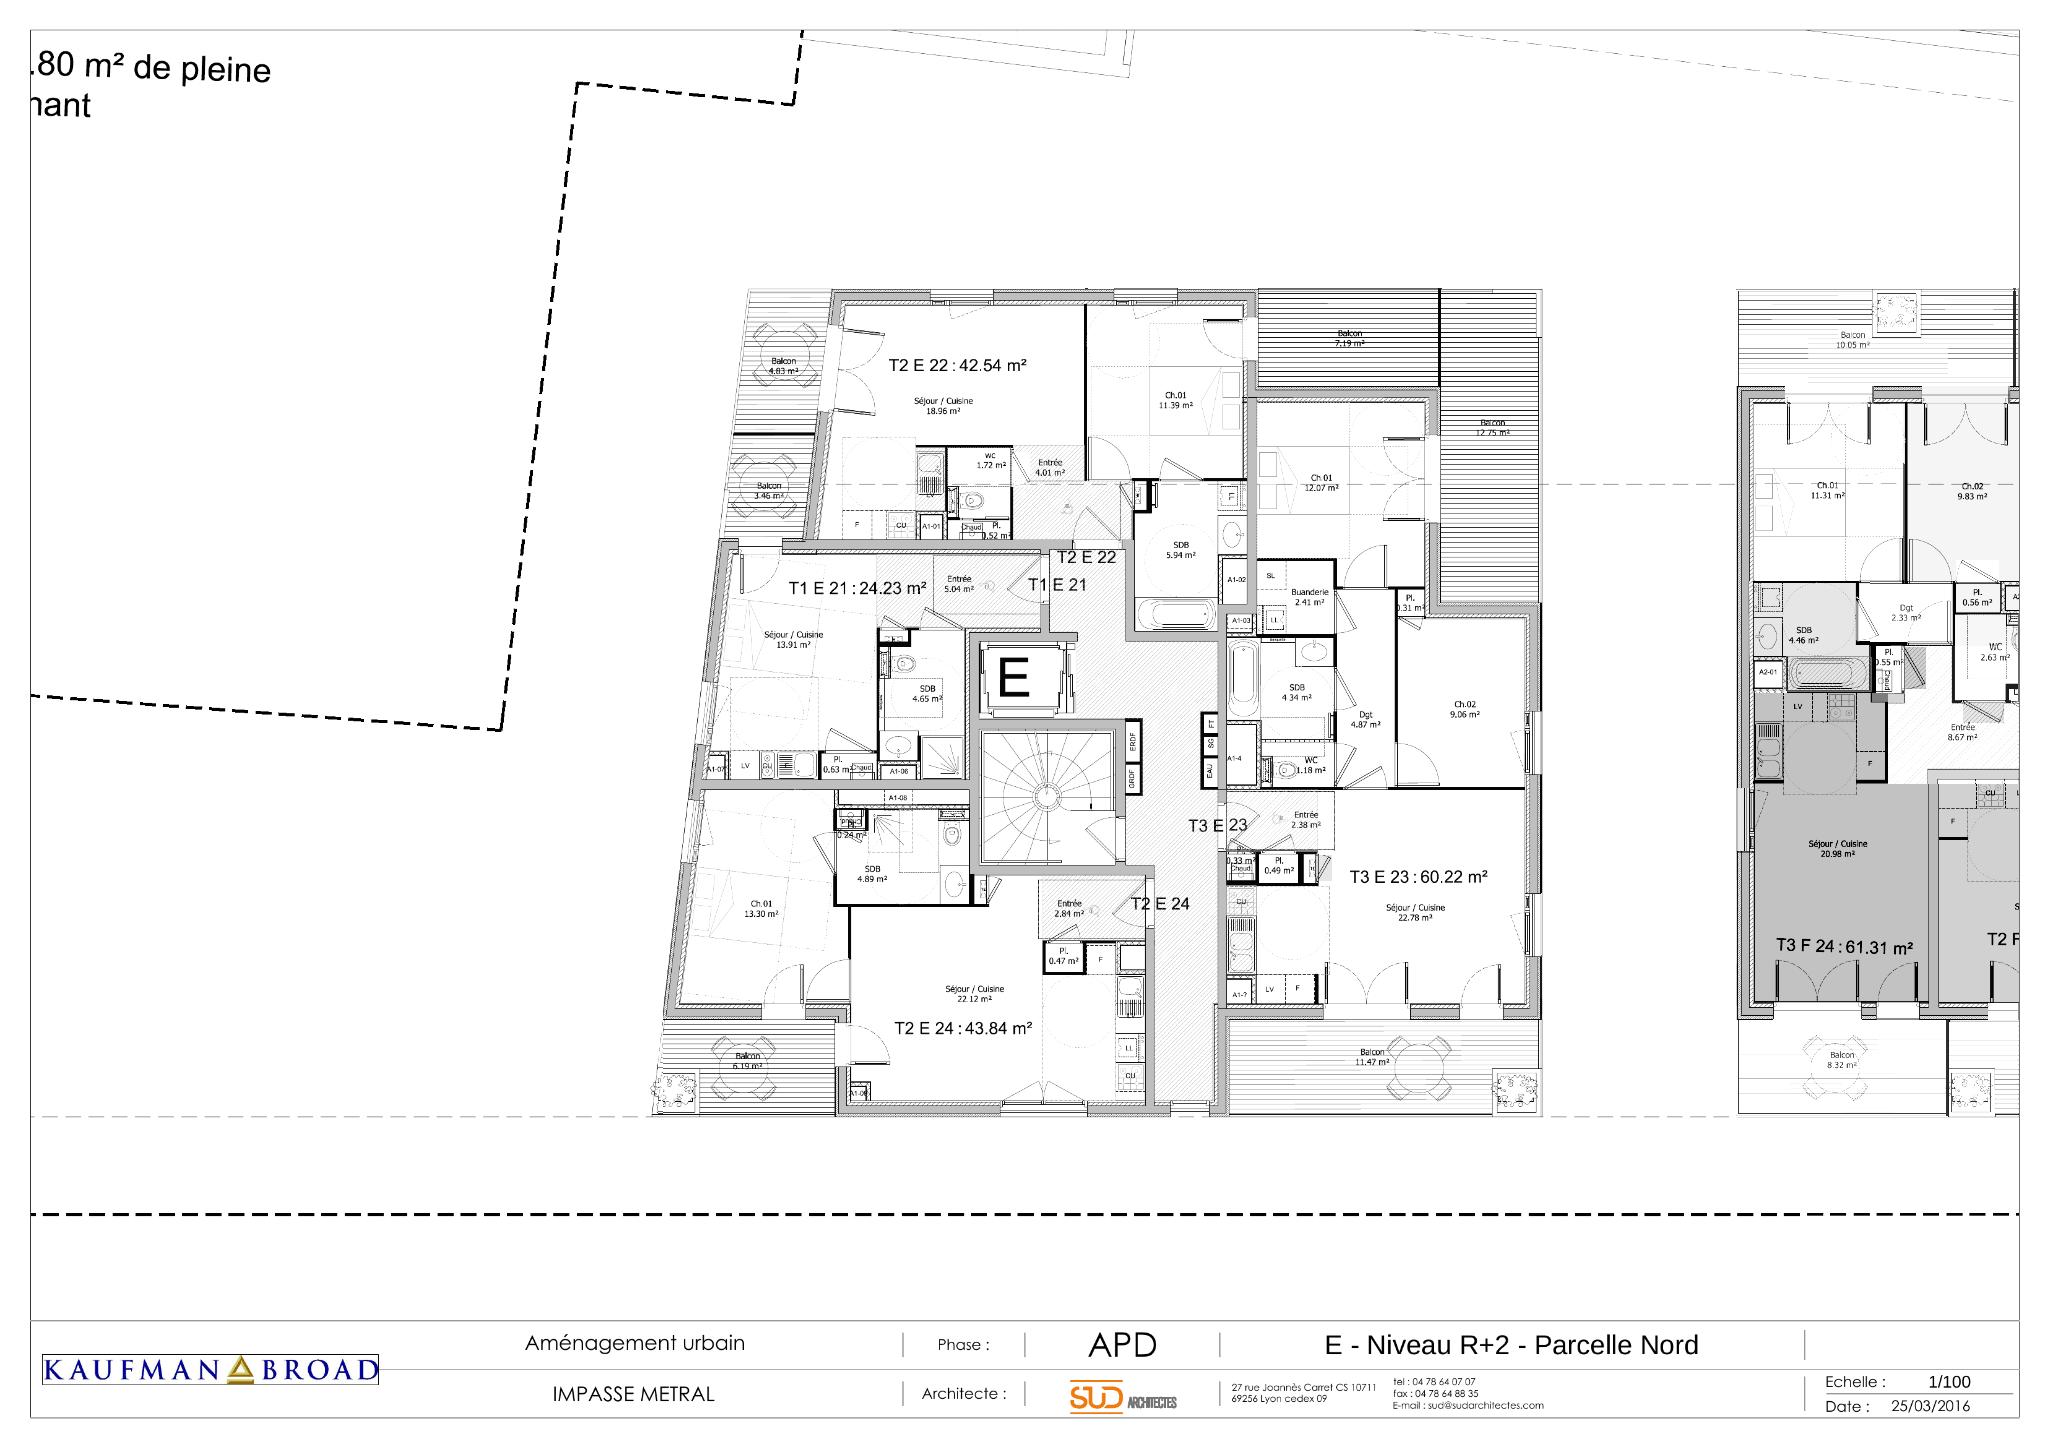 .80 m² de pleine
nant
Balcon
4.83 m²
T2 E 22 : 42.54 m²
Séjour / Cuisine
18.96 m²
Ch.01
11.39 m²
Balcon
7.19 m²
Balcon
12.75 m²
Balcon
10.05 m²
Balcon
3.46 m²
WC
1.72 m²
Entrée
4.01 m²
LV
F
CU
A1-01
Chaud
Pl.
0.52 m²
LL
SDB
5.94 m²
A1-02
Ch.01
12.07 m²
Ch.01
11.31 m²
Ch.02
9.83 m²
T2 E 22
T1 E 21 : 24.23 m²
Entrée
5.04 m²
T1 E 21
Séjour / Cuisine
13.91 m²
SDB
4.65 m²
E
SL
Buanderie
2.41 m²
LL
A1-03
Pl.
0.31 m²
SDB
4.34 m²
Dgt
4.87 m²
Ch.02
9.06 m²
WC
1.18 m²
A1-4
ERDF
GRDF
FT
SG
EAU
A1-07
LV
CU
F
Pl.
0.63 m²
Chaud
A1-06
A1-08
Chaud
Pl.
0.24 m²
SDB
4.89 m²
Ch.01
13.30 m²
Entrée
2.84 m²
T2 E 24
Pl.
0.47 m²
F
Séjour / Cuisine
22.12 m²
T2 E 24 : 43.84 m²
LL
CU
A1-09
Balcon
6.19 m²
T3 E 23
Entrée
2.38 m²
0.33 m²
Chaud
Pl.
0.49 m²
T3 E 23 : 60.22 m²
Séjour / Cuisine
22.78 m²
CU
A1-?
LV
F
Balcon
11.47 m²
SDB
4.46 m²
A2-01
Dgt
2.33 m²
Pl.
0.56 m²
Pl.
0.55 m²
Chaud
WC
2.63 m²
LV
F
Entrée
8.67 m²
Séjour / Cuisine
20.98 m²
T3 F 24 : 61.31 m²
CU
F
T2 F
Balcon
8.32 m²
KAUFMAN BROAD
Aménagement urbain
IMPASSE METRAL
Phase :
APD
Architecte :
SUD ARCHITECTES
E - Niveau R+2 - Parcelle Nord
27 rue Joannès Carret CS 10711
69256 Lyon cedex 09
tel : 04 78 64 07 07
fax : 04 78 64 88 35
E-mail : sud@sudarchitectes.com
Echelle : 1/100
Date : 25/03/2016